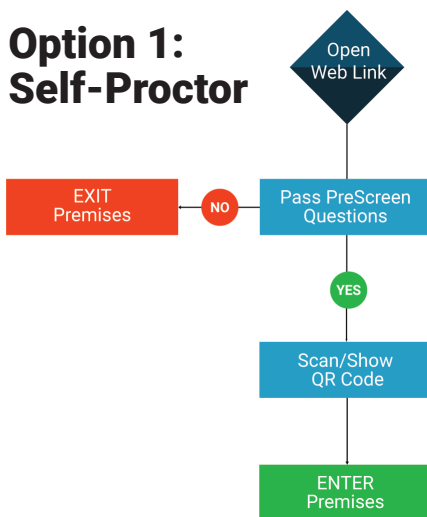 Option 1:
Self-Proctor
Open
Web Link
Pass PreScreen
Questions
NO
EXIT
Premises
YES
Scan/Show
QR Code
ENTER
Premises